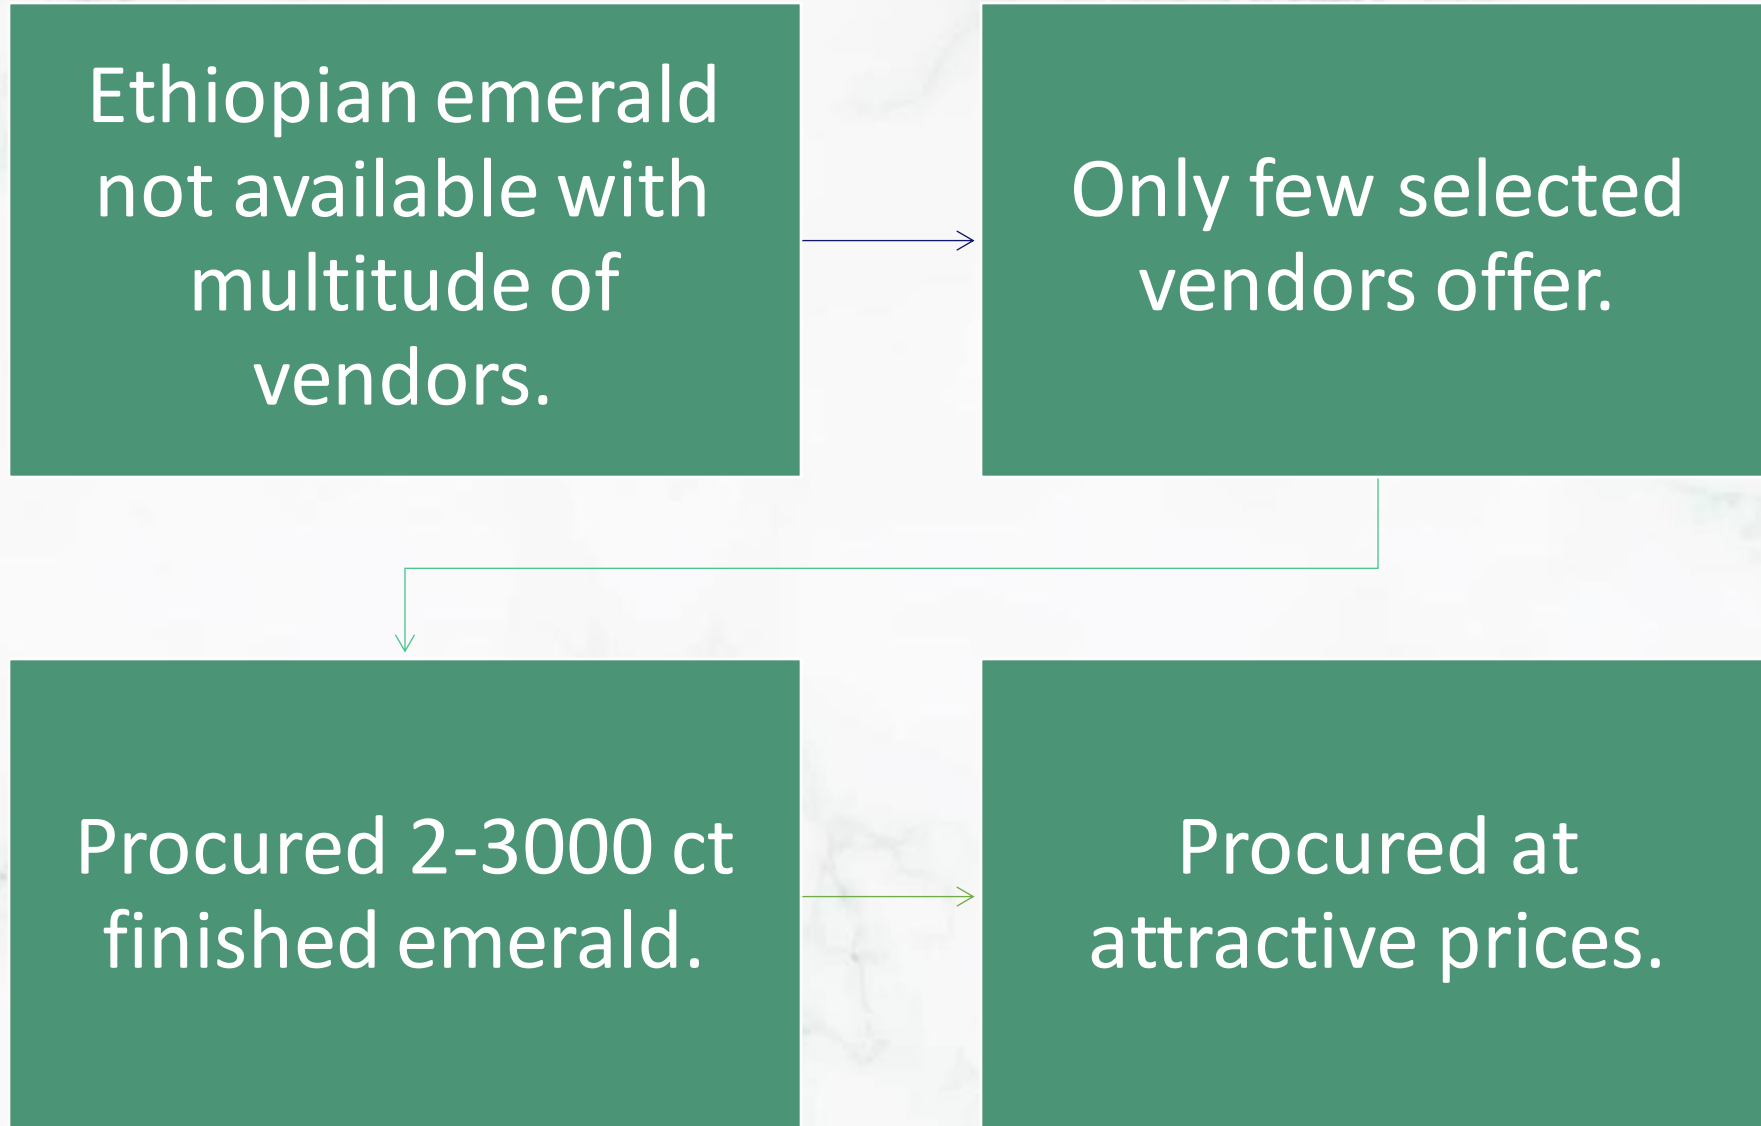 Ethiopian emerald
not available with
multitude of
vendors.
Only few selected
vendors offer.
Procured 2-3000 ct
finished emerald.
Procured at
attractive prices.